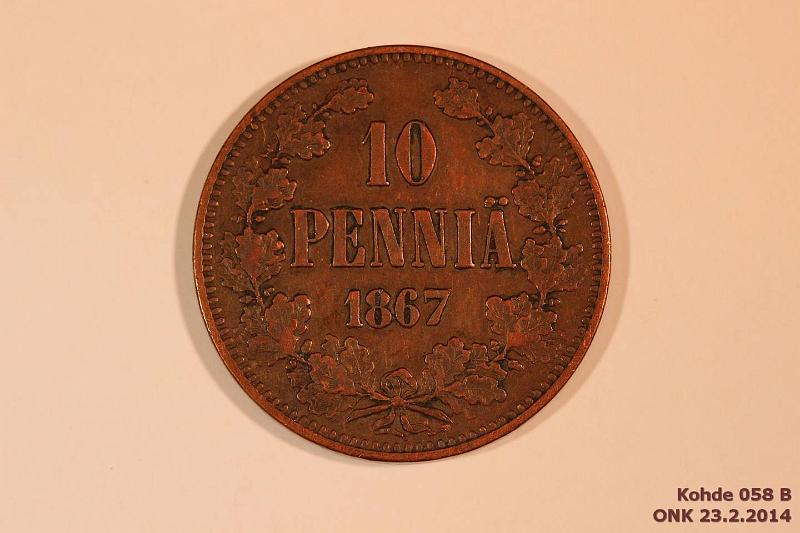 10
PENNIÄ
1867
Kohde 058 B
ONK 23.2.2014